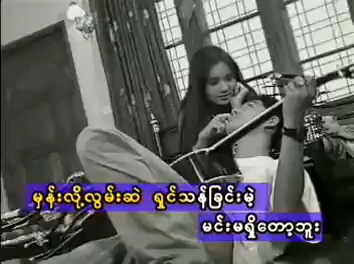 မှန်းလို့လွမ်းဆဲ ရှင်သန်ခြင်းမဲ့
မင်းမရှိတော့ဘူး